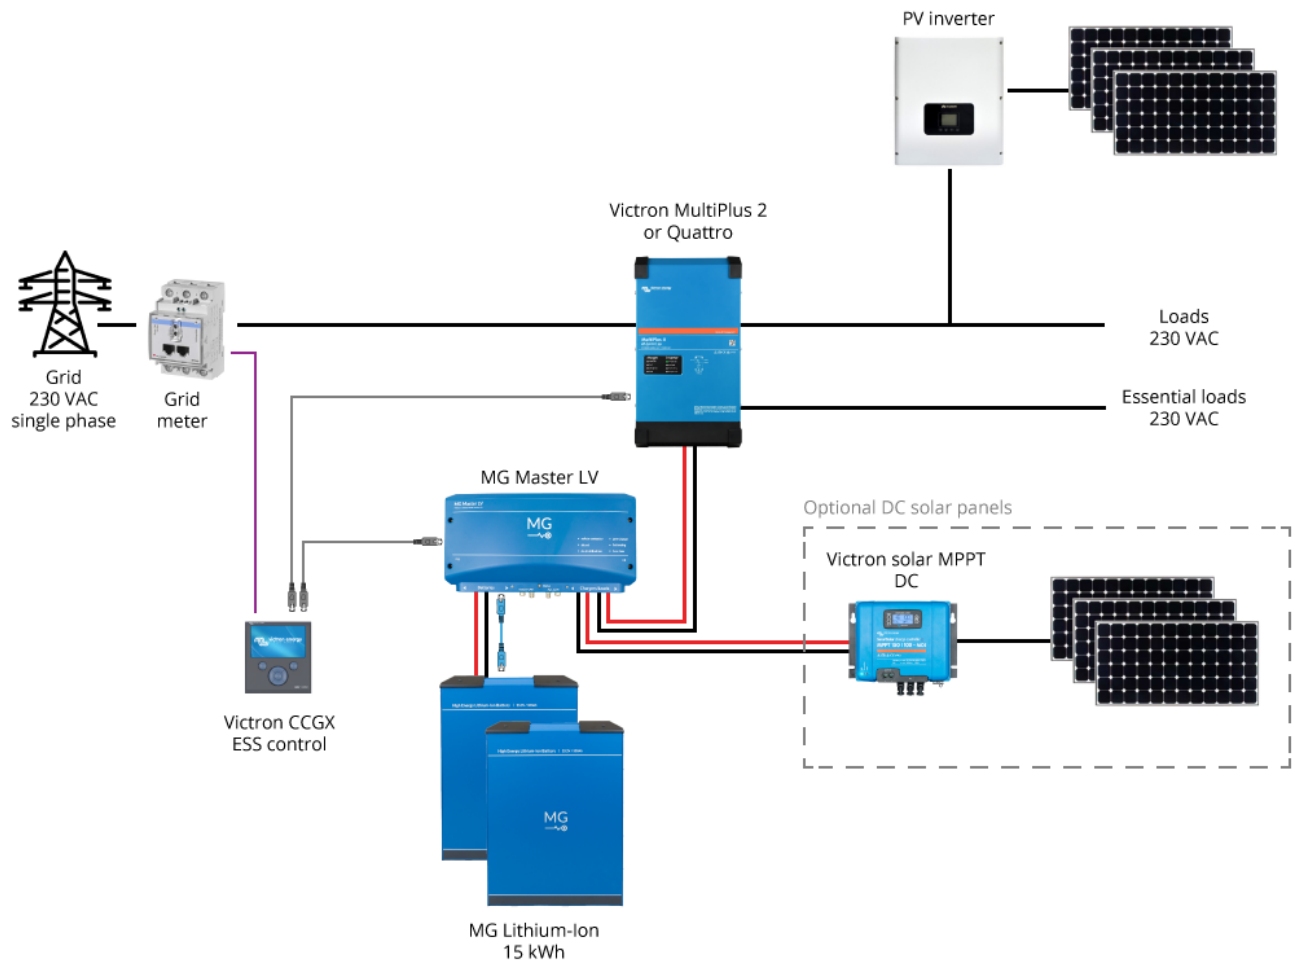 PV inverter
Victron MultiPlus 2
or Quattro
Grid
230 VAC
single phase
Grid
meter
Loads
230 VAC
Essential loads
230 VAC
MG Master LV
MG
Optional DC solar panels
Victron solar MPPT
DC
Victron CCGX
ESS control
MG
MG Lithium-Ion
15 kWh